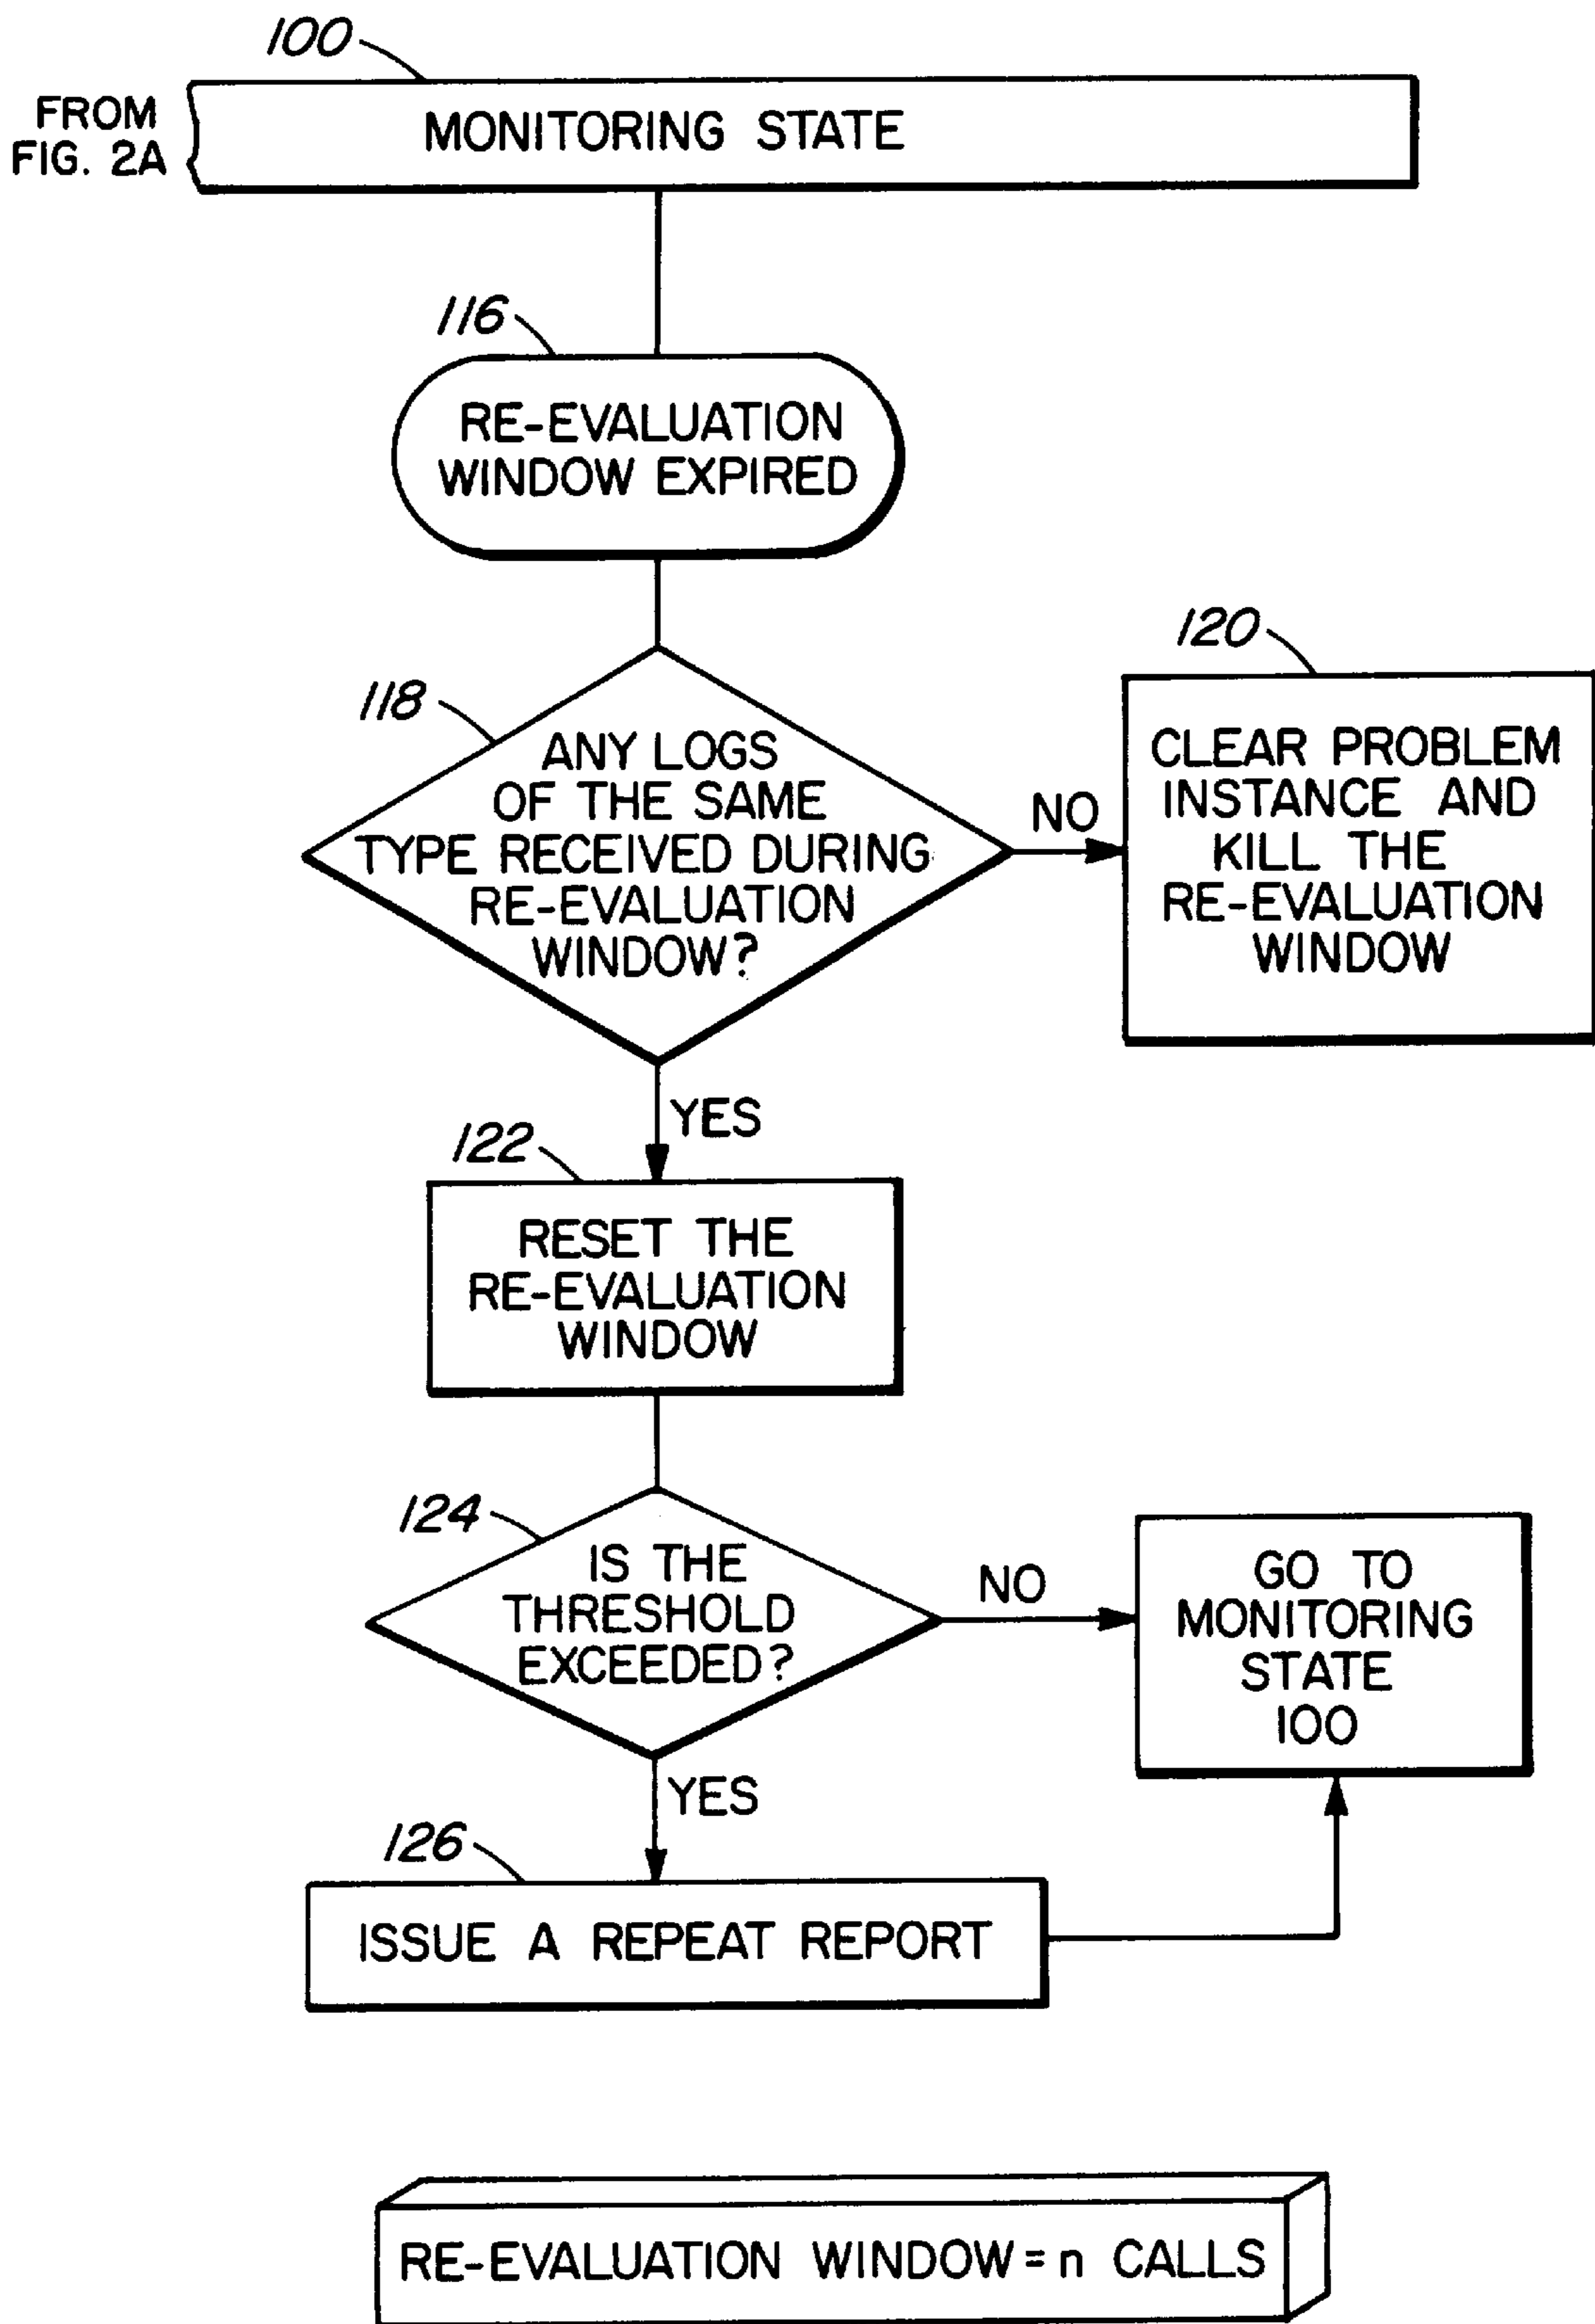 100
FROM
FIG. 2A
MONITORING STATE
116
RE-EVALUATION
WINDOW EXPIRED
118
ANY LOGS
OF THE SAME
TYPE RECEIVED DURING
RE-EVALUATION
WINDOW?
NO
120
CLEAR PROBLEM
INSTANCE AND
KILL THE
RE-EVALUATION
WINDOW
YES
122
RESET THE
RE-EVALUATION
WINDOW
124
IS THE
THRESHOLD
EXCEEDED?
NO
GO TO
MONITORING
STATE
100
YES
126
ISSUE A REPEAT REPORT
RE-EVALUATION WINDOW = n CALLS